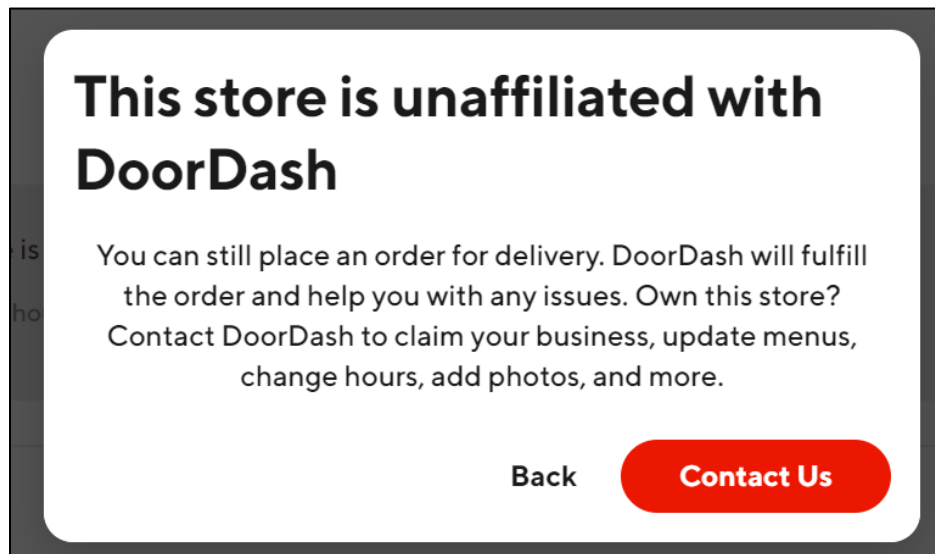 This store is unaffiliated with
DoorDash
You can still place an order for delivery. DoorDash will fulfill
the order and help you with any issues. Own this store?
Contact DoorDash to claim your business, update menus,
change hours, add photos, and more.
is
ho
Back
Contact Us